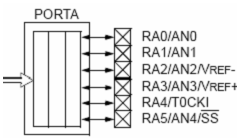 PORTA
RA0/AN0
RA1/AN1
RA2/AN2/VREF-
RA3/AN3/VREF+
RA4/T0CKI
RA5/AN4/SS